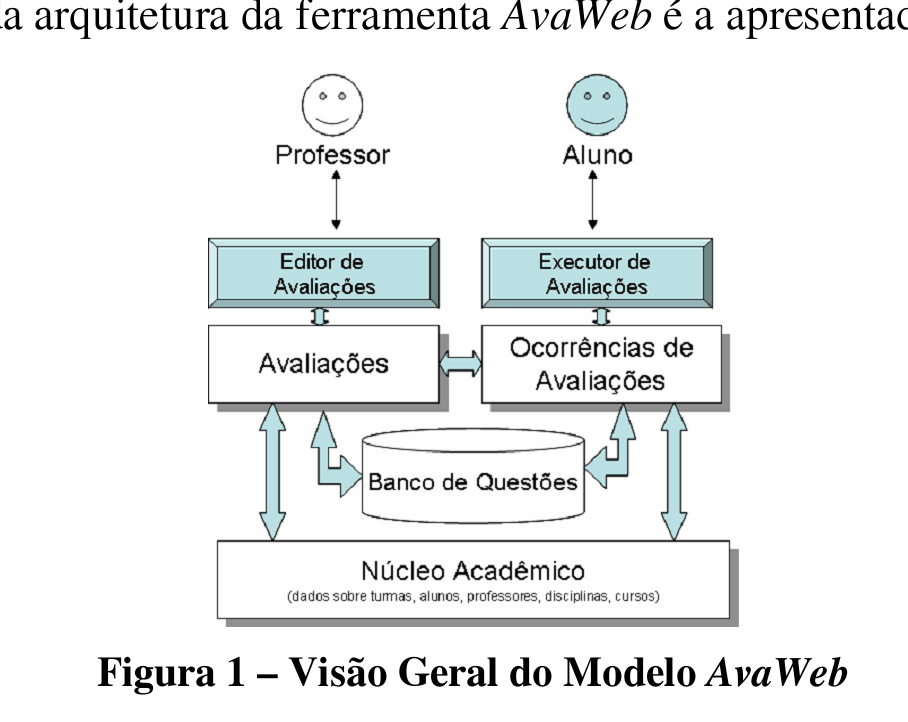 da arquitetura da ferramenta AvaWeb é a apresentad
Professor
Aluno
Editor de
Avaliações
Executor de
Avaliações
Avaliações
Ocorrências de
Avaliações
Banco de Questões
Núcleo Acadêmico
(dados sobre turmas, alunos, professores, disciplinas, cursos)
Figura 1 – Visão Geral do Modelo AvaWeb